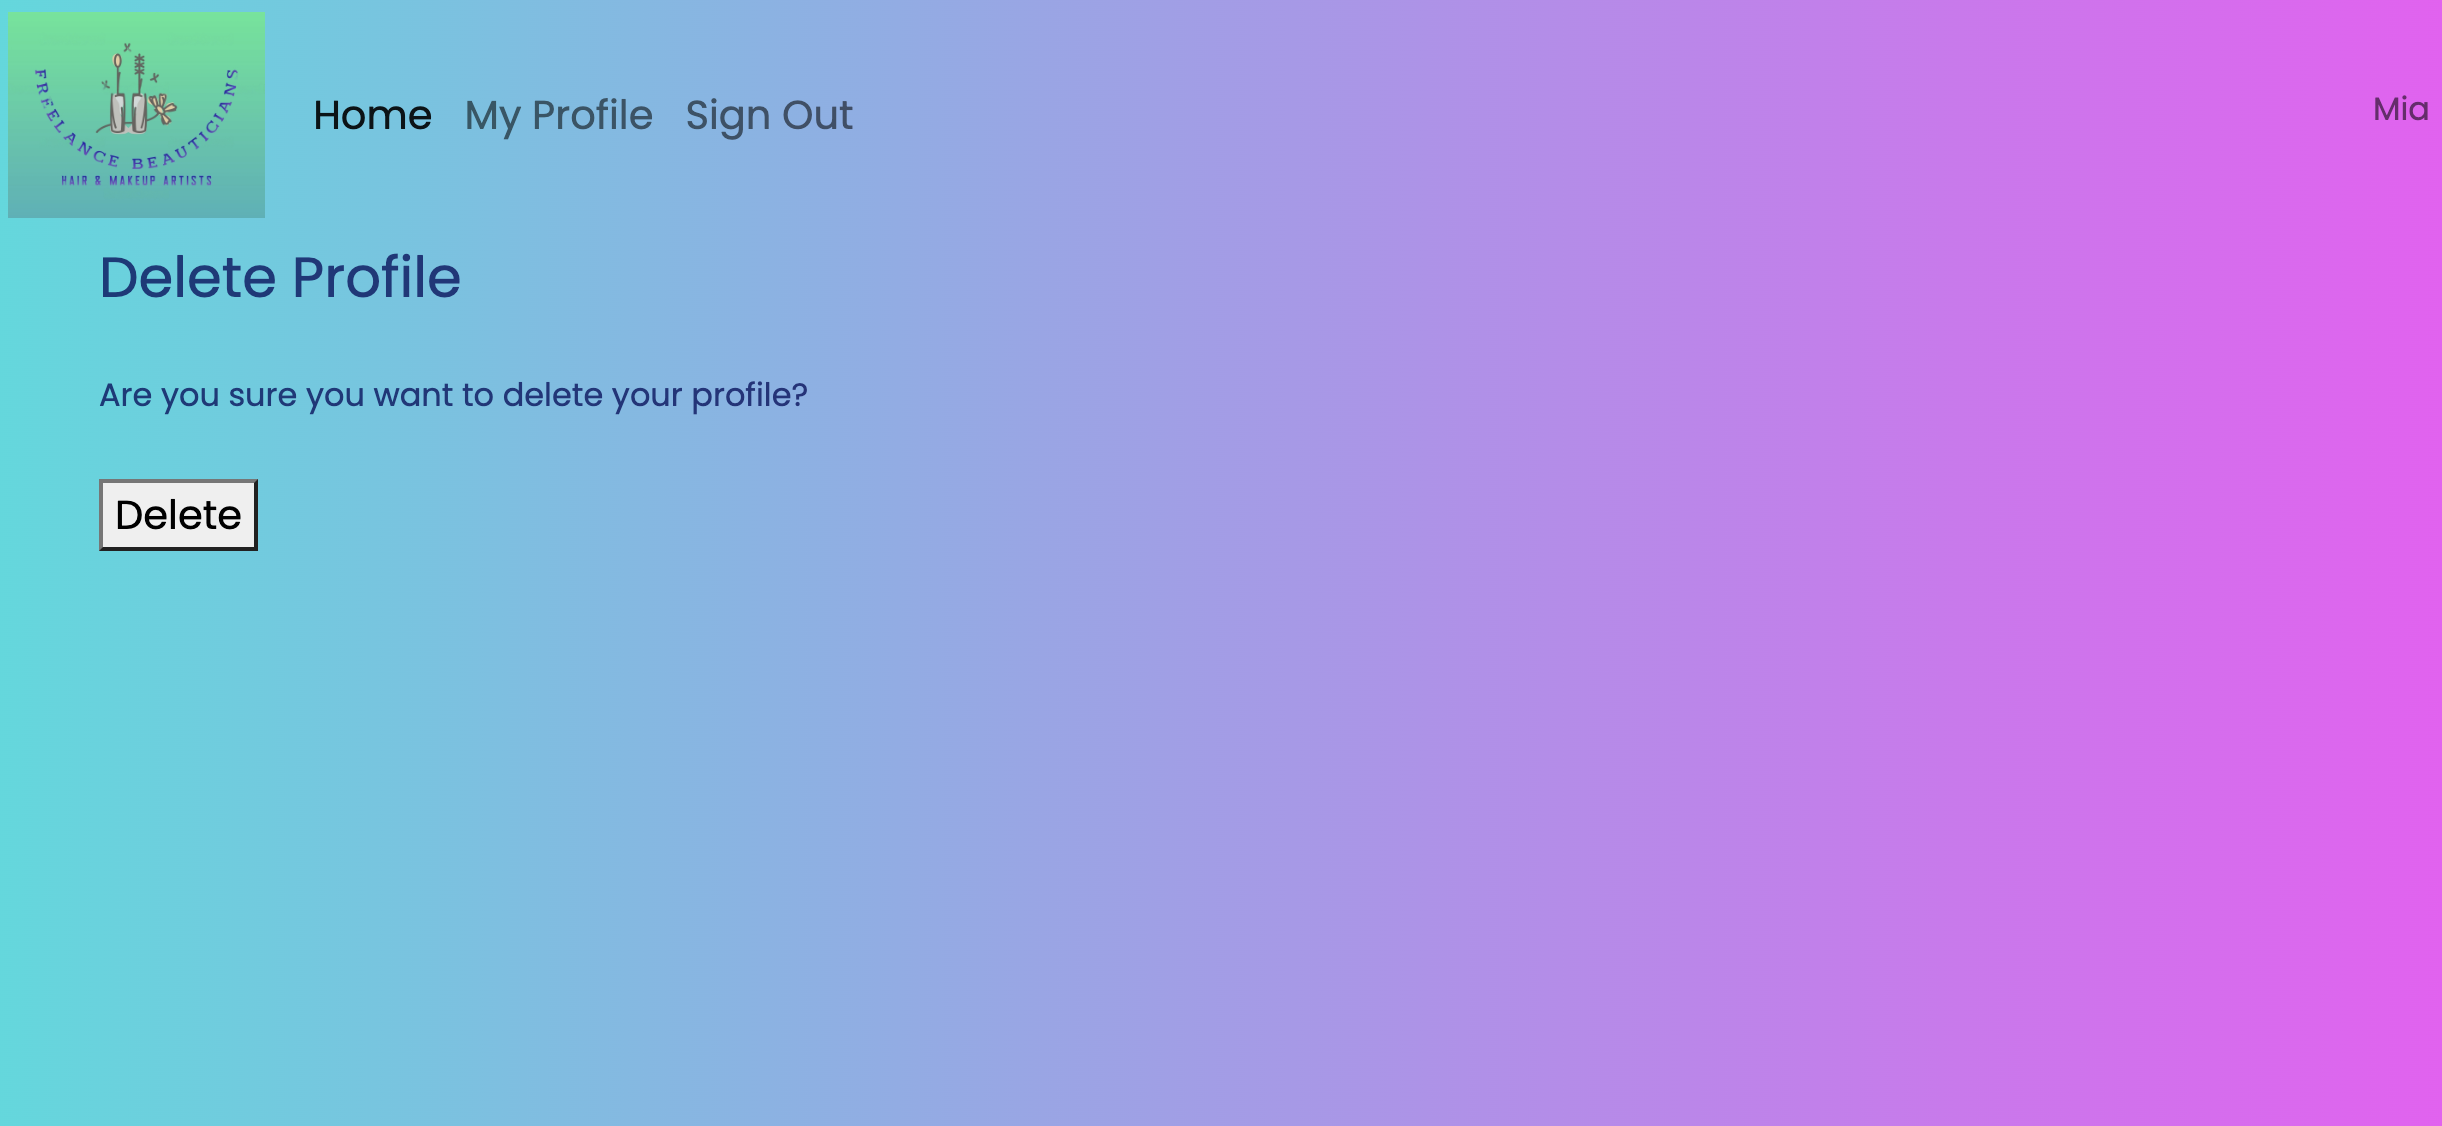 FREELANCE BEAUTICIANS
HAIR & MAKEUP ARTISTS
Home My Profile Sign Out
Mia
Delete Profile
Are you sure you want to delete your profile?
Delete